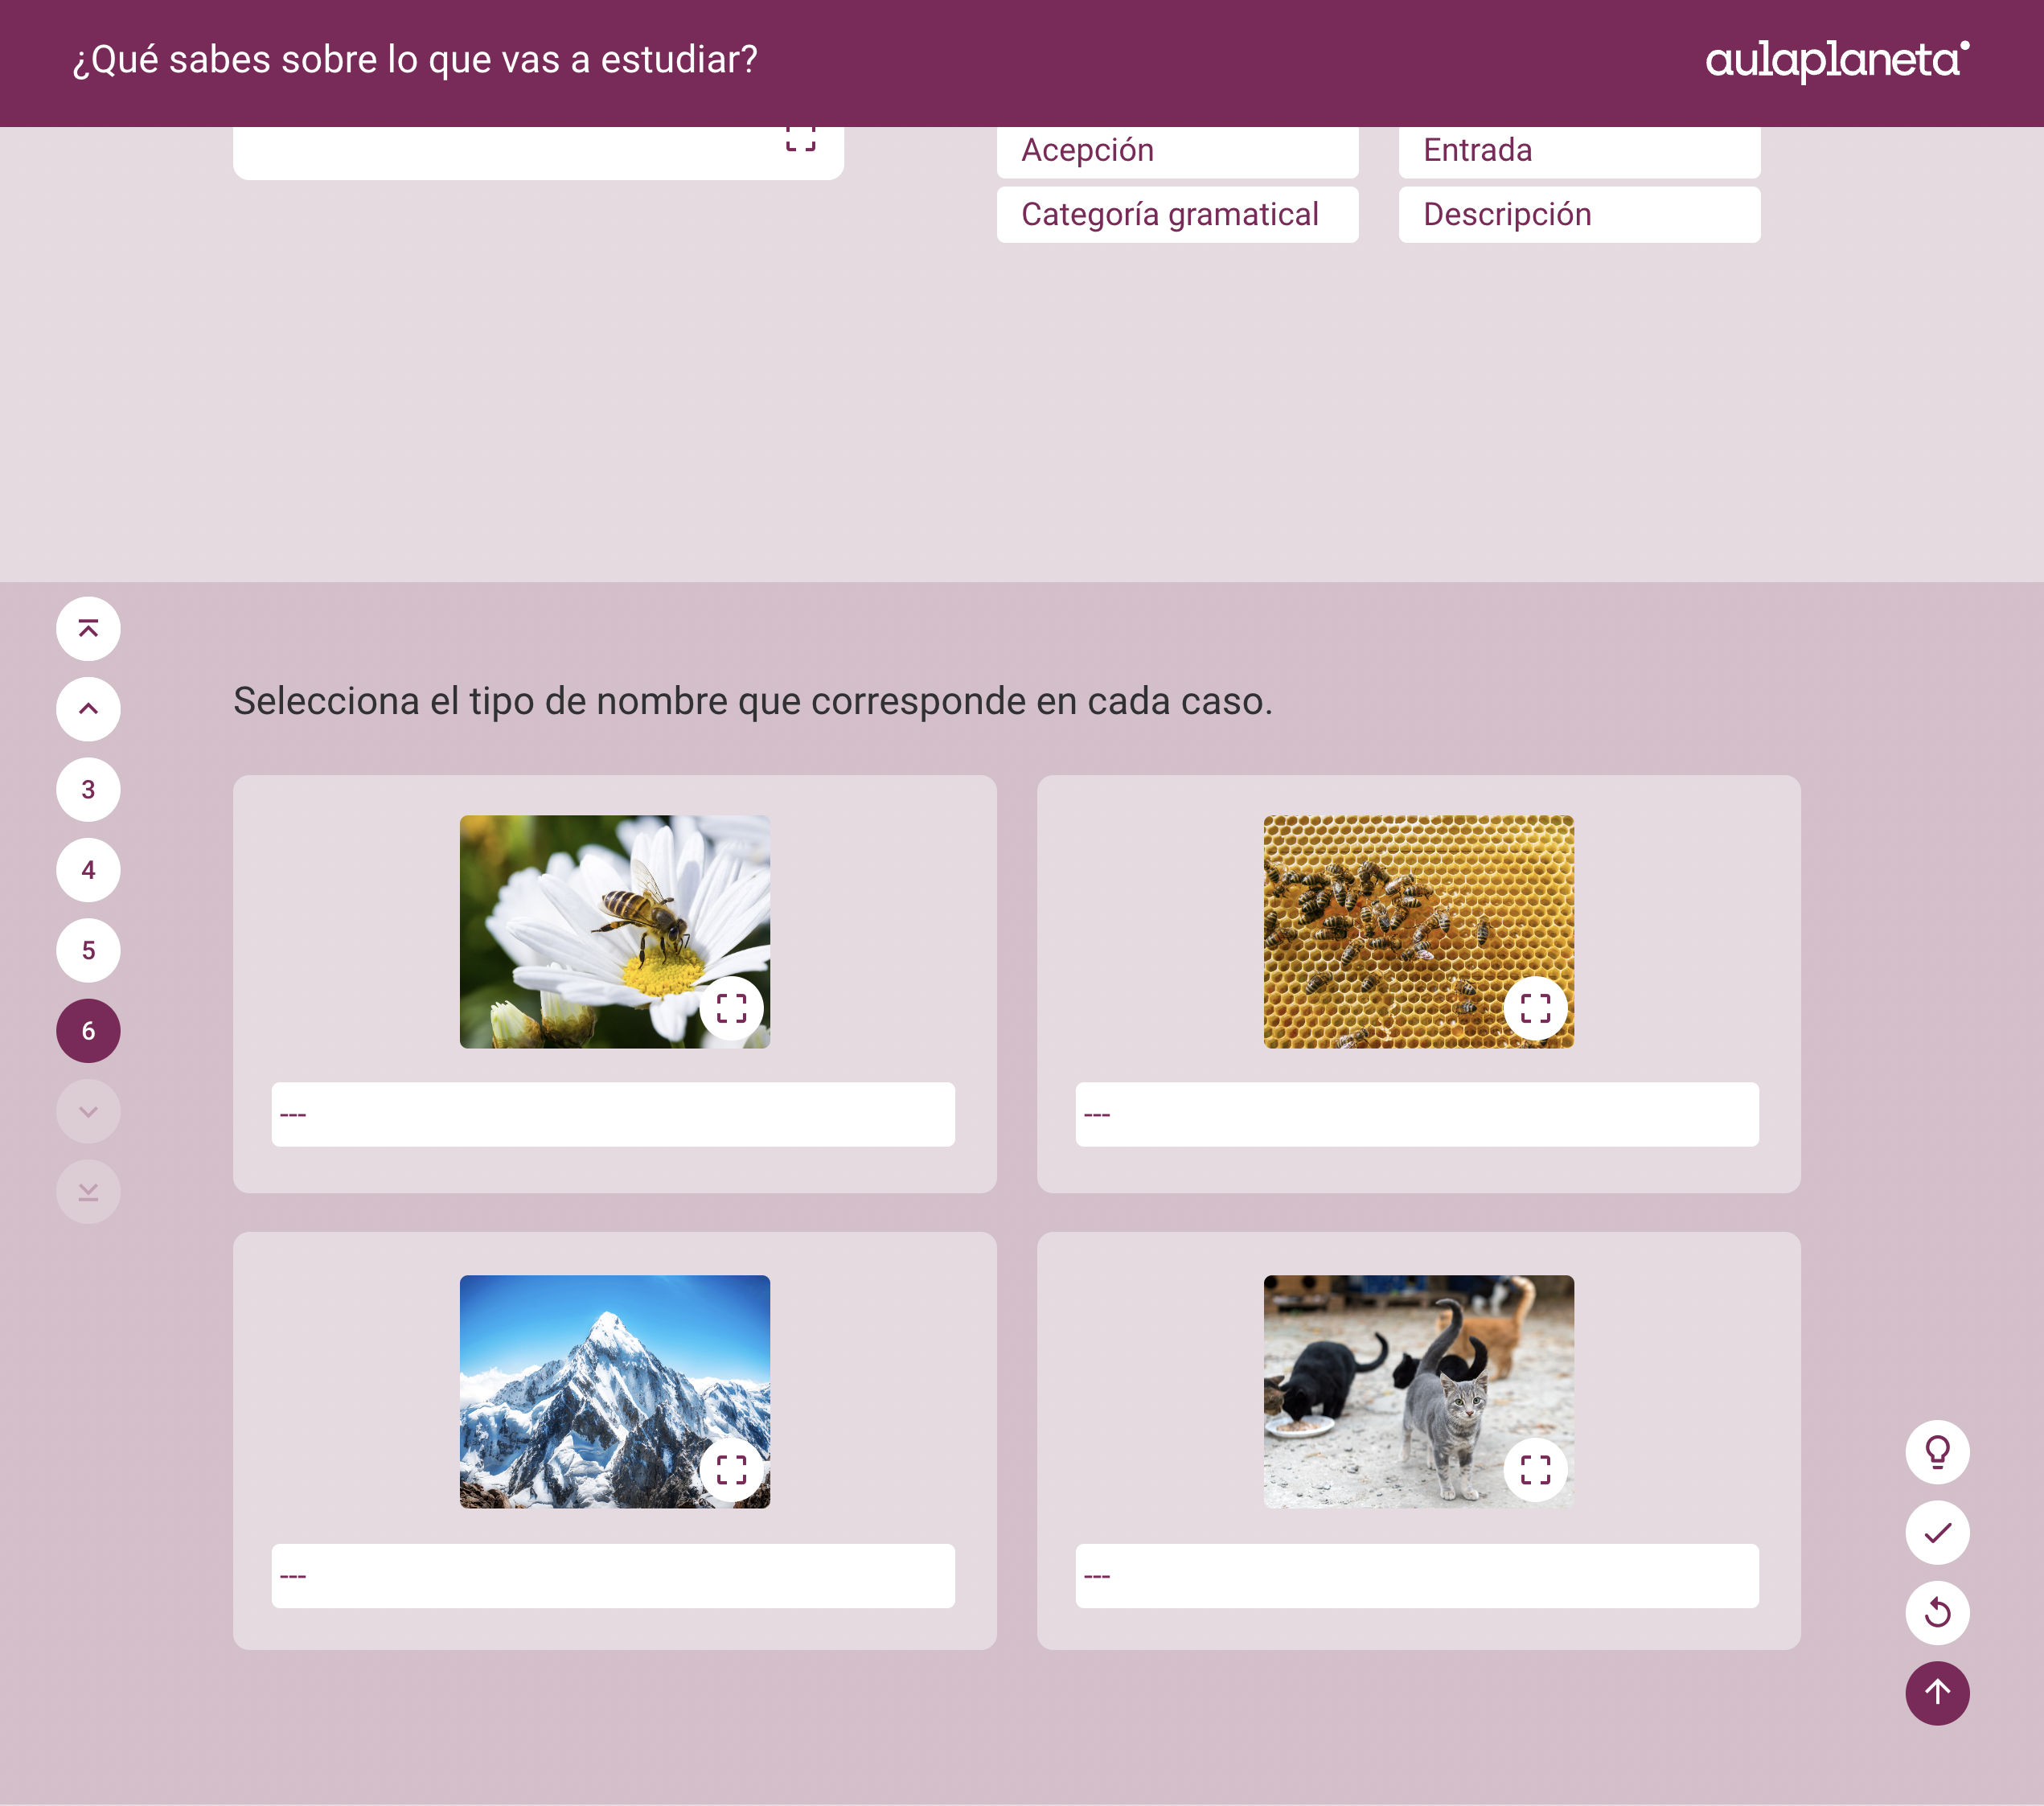 ¿Qué sabes sobre lo que vas a estudiar?
aulaplaneta
Acepción
Entrada
Categoría gramatical
Descripción
Selecciona el tipo de nombre que corresponde en cada caso.
3
4
5
6
---
---
---
---